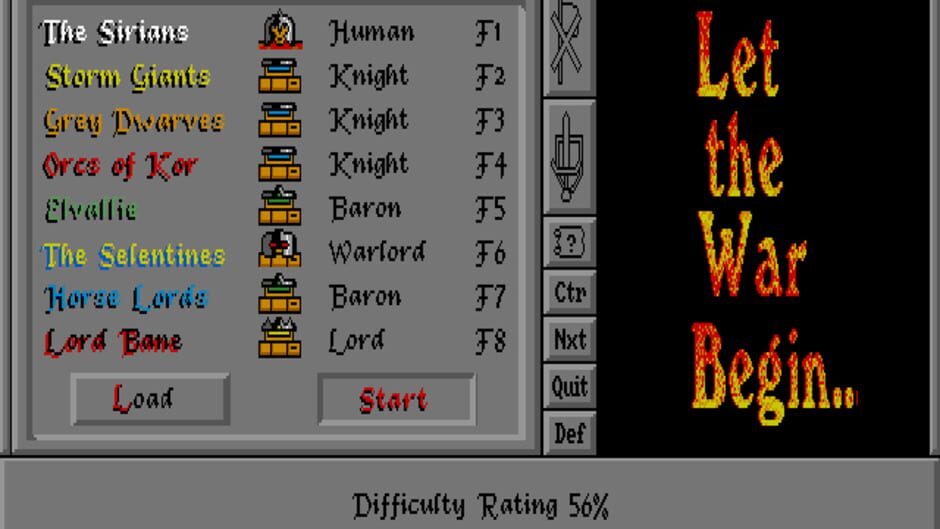 The Sirians Human F1
Storm Giants Knight F2
Grey Dwarves Knight F3
Orcs of Kor Knight F4
Elvallie Baron F5
The Selentines Warlord F6
Horse Lords Baron F7
Lord Bane Lord F8
Load Start
?
Ctr
Nxt
Quit
Def
Let
the
War
Begin..
Difficulty Rating 56%